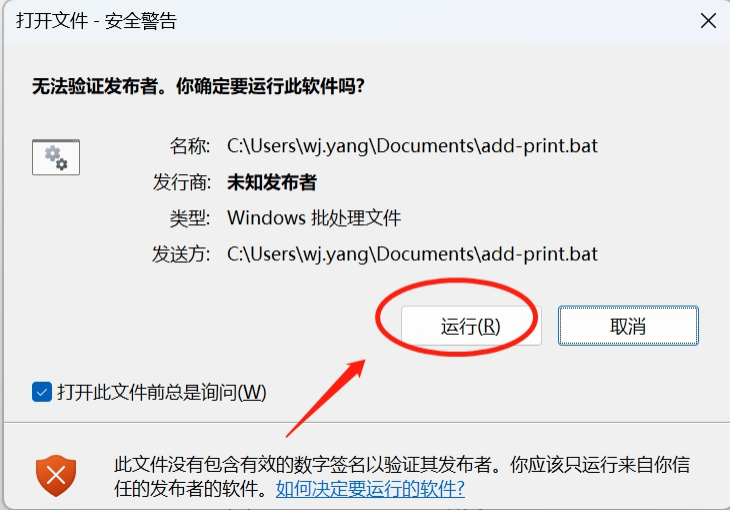 打开文件 - 安全警告
无法验证发布者。你确定要运行此软件吗?
名称: C:\Users\wj.yang\Documents\add-print.bat
发行商: 未知发布者
类型: Windows 批处理文件
发送方: C:\Users\wj.yang\Documents\add-print.bat
运行(R) 取消
打开此文件前总是询问(W)
此文件没有包含有效的数字签名以验证其发布者。你应该只运行来自你信
任的发布者的软件。如何决定要运行的软件?